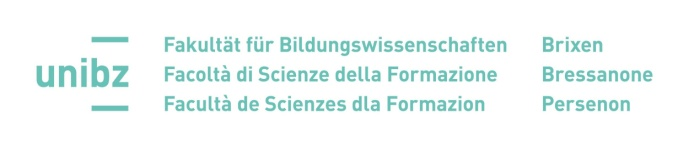 unibz
Fakultät für Bildungswissenschaften Brixen
Facoltà di Scienze della Formazione Bressanone
Facultà de Scienzes dla Formazion Persenon